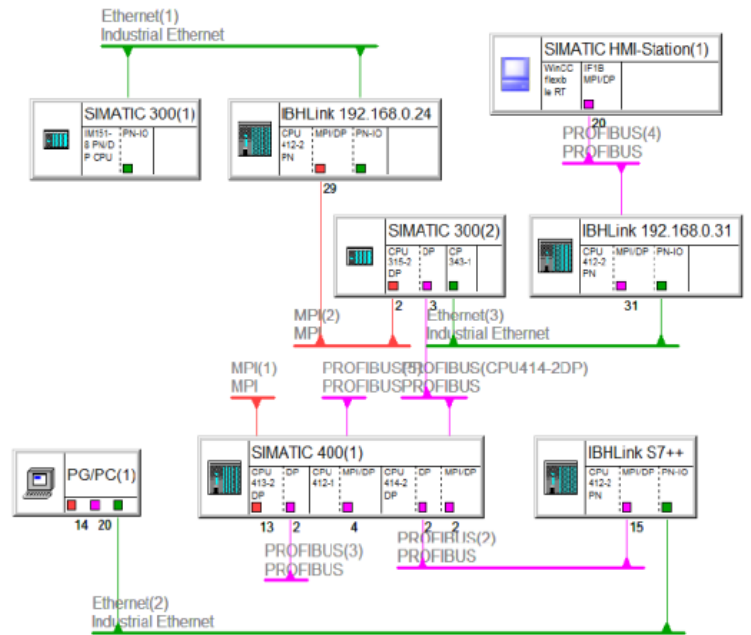 Ethernet(1)
Industrial Ethernet
SIMATIC HMI-Station(1)
WinCC flexib le RT
IF1B MPI/DP
20
PROFIBUS(4)
PROFIBUS
SIMATIC 300(1)
IM151-8 PN/D P CPU
PN-IO
IBHLink 192.168.0.24
CPU 412-2 PN
MPI/DP
PN-IO
29
SIMATIC 300(2)
CPU 315-2 DP
DP
CP 343-1
2
3
IBHLink 192.168.0.31
CPU 412-2 PN
MPI/DP
PN-IO
31
MPI(2)
MPI
Ethernet(3)
Industrial Ethernet
MPI(1)
MPI
PROFIBUS(5)
PROFIBUS
PROFIBUS(CPU414-2DP)
PROFIBUS
PG/PC(1)
14
20
SIMATIC 400(1)
CPU 413-2 DP
DP
CPU 412-1
MPI/DP
CPU 414-2 DP
DP
MPI/DP
13
2
4
2
2
IBHLink S7++
CPU 412-2 PN
MPI/DP
PN-IO
15
PROFIBUS(3)
PROFIBUS
PROFIBUS(2)
PROFIBUS
Ethernet(2)
Industrial Ethernet